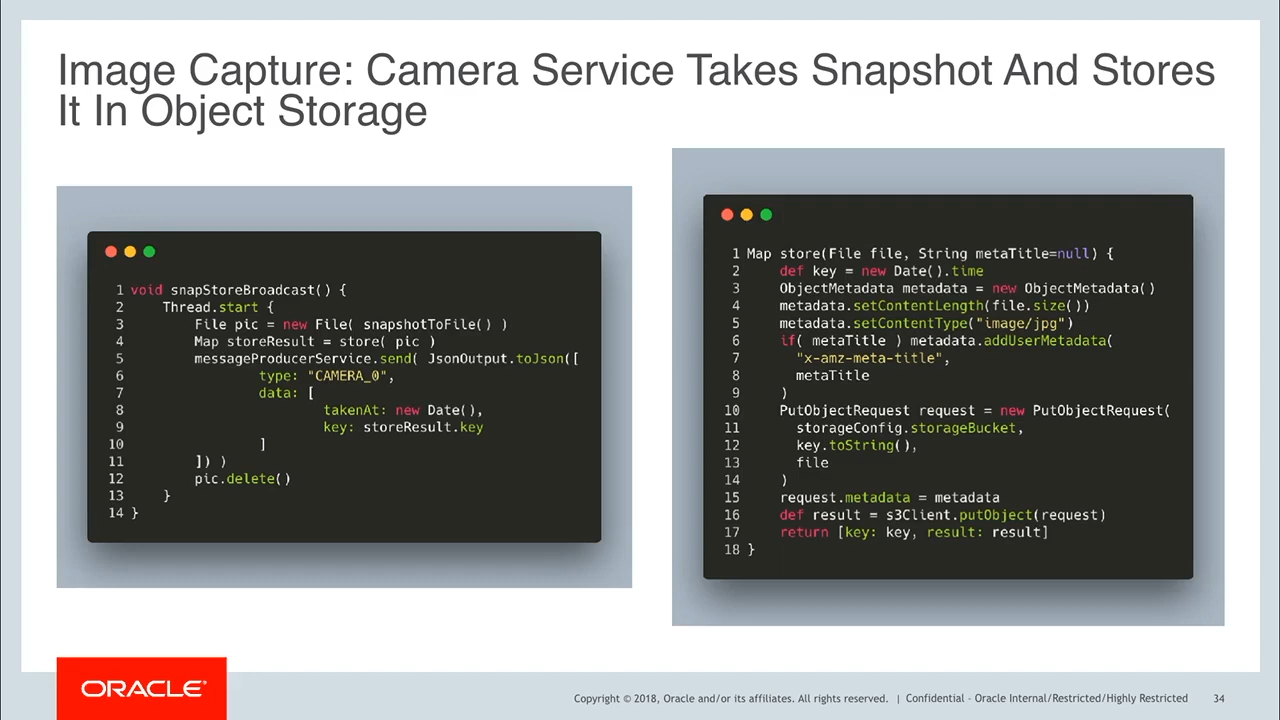 Image Capture: Camera Service Takes Snapshot And Stores
It In Object Storage
1 void snapStoreBroadcast() {
2 Thread.start {
3 File pic = new File( snapshotToFile() )
4 Map storeResult = store( pic )
5 messageProducerService.send( JsonOutput.toJson([
6 type: "CAMERA_0",
7 data: [
8 takenAt: new Date(),
9 key: storeResult.key
10 ]
11 ]) )
12 pic.delete()
13 }
14 }
1 Map store(File file, String metaTitle=null) {
2 def key = new Date().time
3 ObjectMetadata metadata = new ObjectMetadata()
4 metadata.setContentLength(file.size())
5 metadata.setContentType("image/jpg")
6 if( metaTitle ) metadata.addUserMetadata(
7 "x-amz-meta-title",
8 metaTitle
9 )
10 PutObjectRequest request = new PutObjectRequest(
11 storageConfig.storageBucket,
12 key.toString(),
13 file
14 )
15 request.metadata = metadata
16 def result = s3Client.putObject(request)
17 return [key: key, result: result]
18 }
ORACLE®
Copyright © 2018, Oracle and/or its affiliates. All rights reserved. | Confidential – Oracle Internal/Restricted/Highly Restricted 34